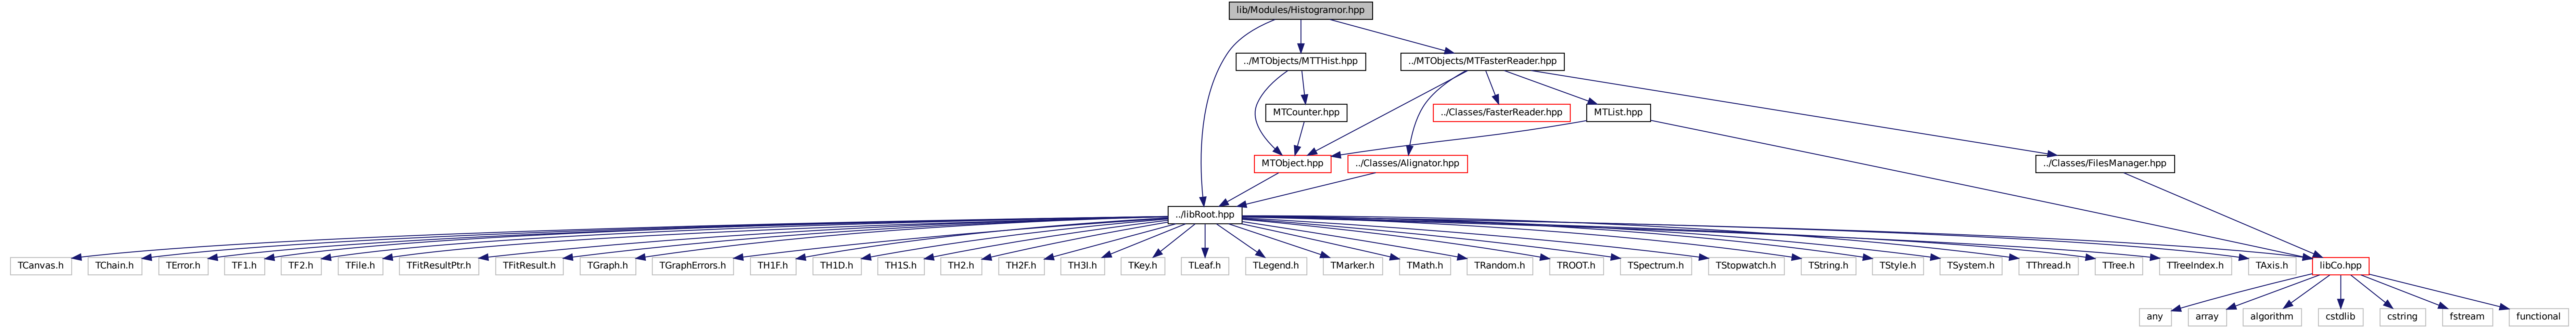 lib/Modules/Histogramor.hpp
../MTObjects/MTTHist.hpp
../MTObjects/MTFasterReader.hpp
MTCounter.hpp
../Classes/FasterReader.hpp
MTList.hpp
MTObject.hpp
../Classes/Alignator.hpp
../Classes/FilesManager.hpp
../libRoot.hpp
TCanvas.h
TChain.h
TError.h
TF1.h
TF2.h
TFile.h
TFitResultPtr.h
TFitResult.h
TGraph.h
TGraphErrors.h
TH1F.h
TH1D.h
TH1S.h
TH2.h
TH2F.h
TH3I.h
TKey.h
TLeaf.h
TLegend.h
TMarker.h
TMath.h
TRandom.h
TROOT.h
TSpectrum.h
TStopwatch.h
TString.h
TStyle.h
TSystem.h
TThread.h
TTree.h
TTreeIndex.h
TAxis.h
libCo.hpp
any
array
algorithm
cstdlib
cstring
fstream
functional